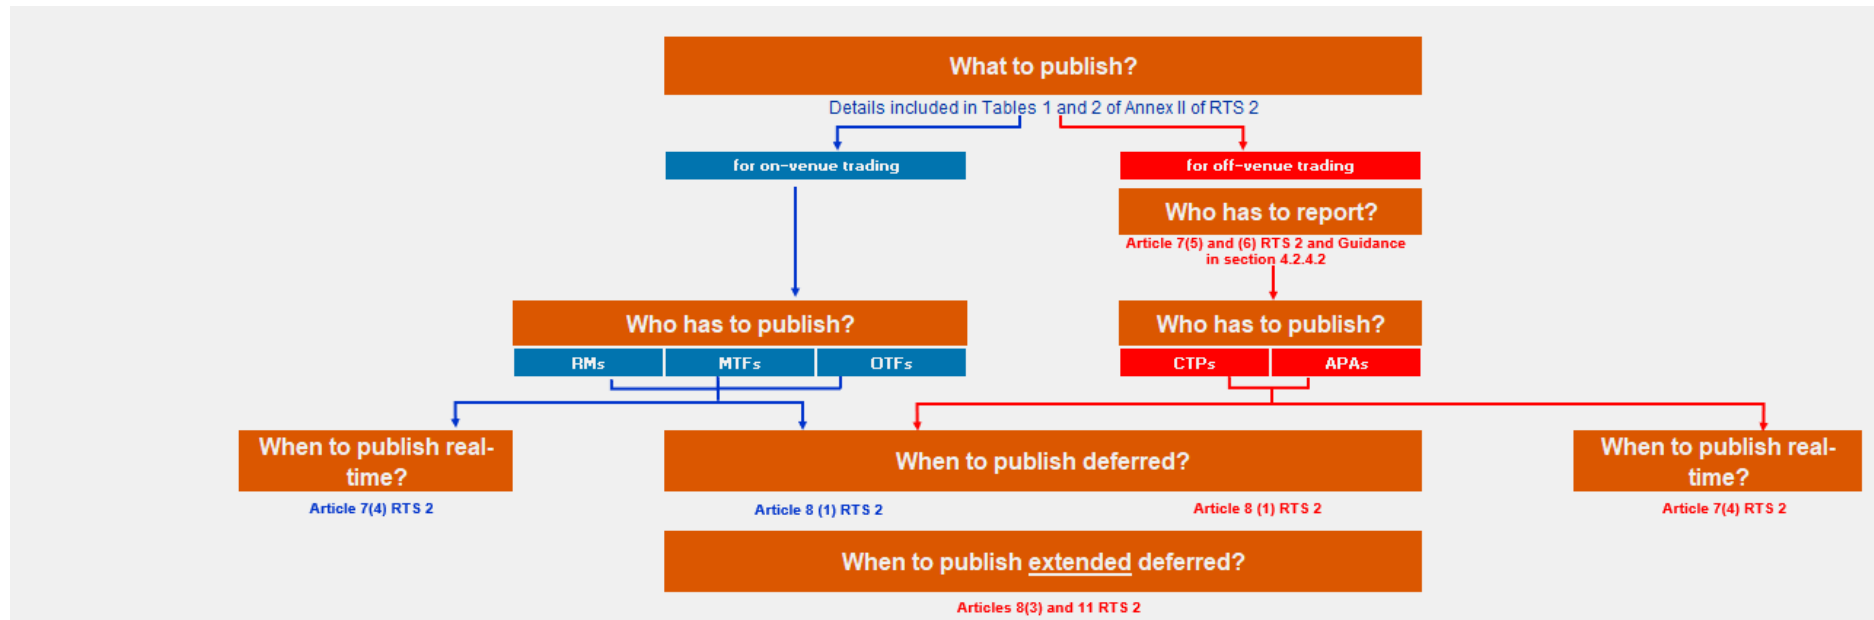 What to publish?
Details included in Tables 1 and 2 of Annex II of RTS 2
for on-venue trading
for off-venue trading
Who has to report?
Article 7(5) and (6) RTS 2 and Guidance
in section 4.2.4.2
Who has to publish?
Who has to publish?
RMs
MTFs
OTFs
CTPs
APAs
When to publish real-
time?
When to publish deferred?
When to publish real-
time?
Article 7(4) RTS 2
Article 8 (1) RTS 2
Article 8 (1) RTS 2
Article 7(4) RTS 2
When to publish extended deferred?
Articles 8(3) and 11 RTS 2